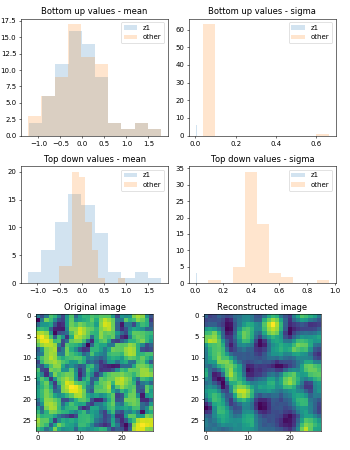 Bottom up values - mean
Bottom up values - sigma
17.5
15.0
12.5
10.0
7.5
5.0
2.5
0.0
z1
other
−1.0 −0.5 0.0 0.5 1.0 1.5
60
50
40
30
20
10
0
z1
other
0.0 0.2 0.4 0.6
Top down values - mean
Top down values - sigma
20
15
10
5
0
z1
other
−1.0 −0.5 0.0 0.5 1.0 1.5
35
30
25
20
15
10
5
0
z1
other
0.0 0.2 0.4 0.6 0.8 1.0
Original image
Reconstructed image
0
5
10
15
20
25
0 10 20
0
5
10
15
20
25
0 10 20